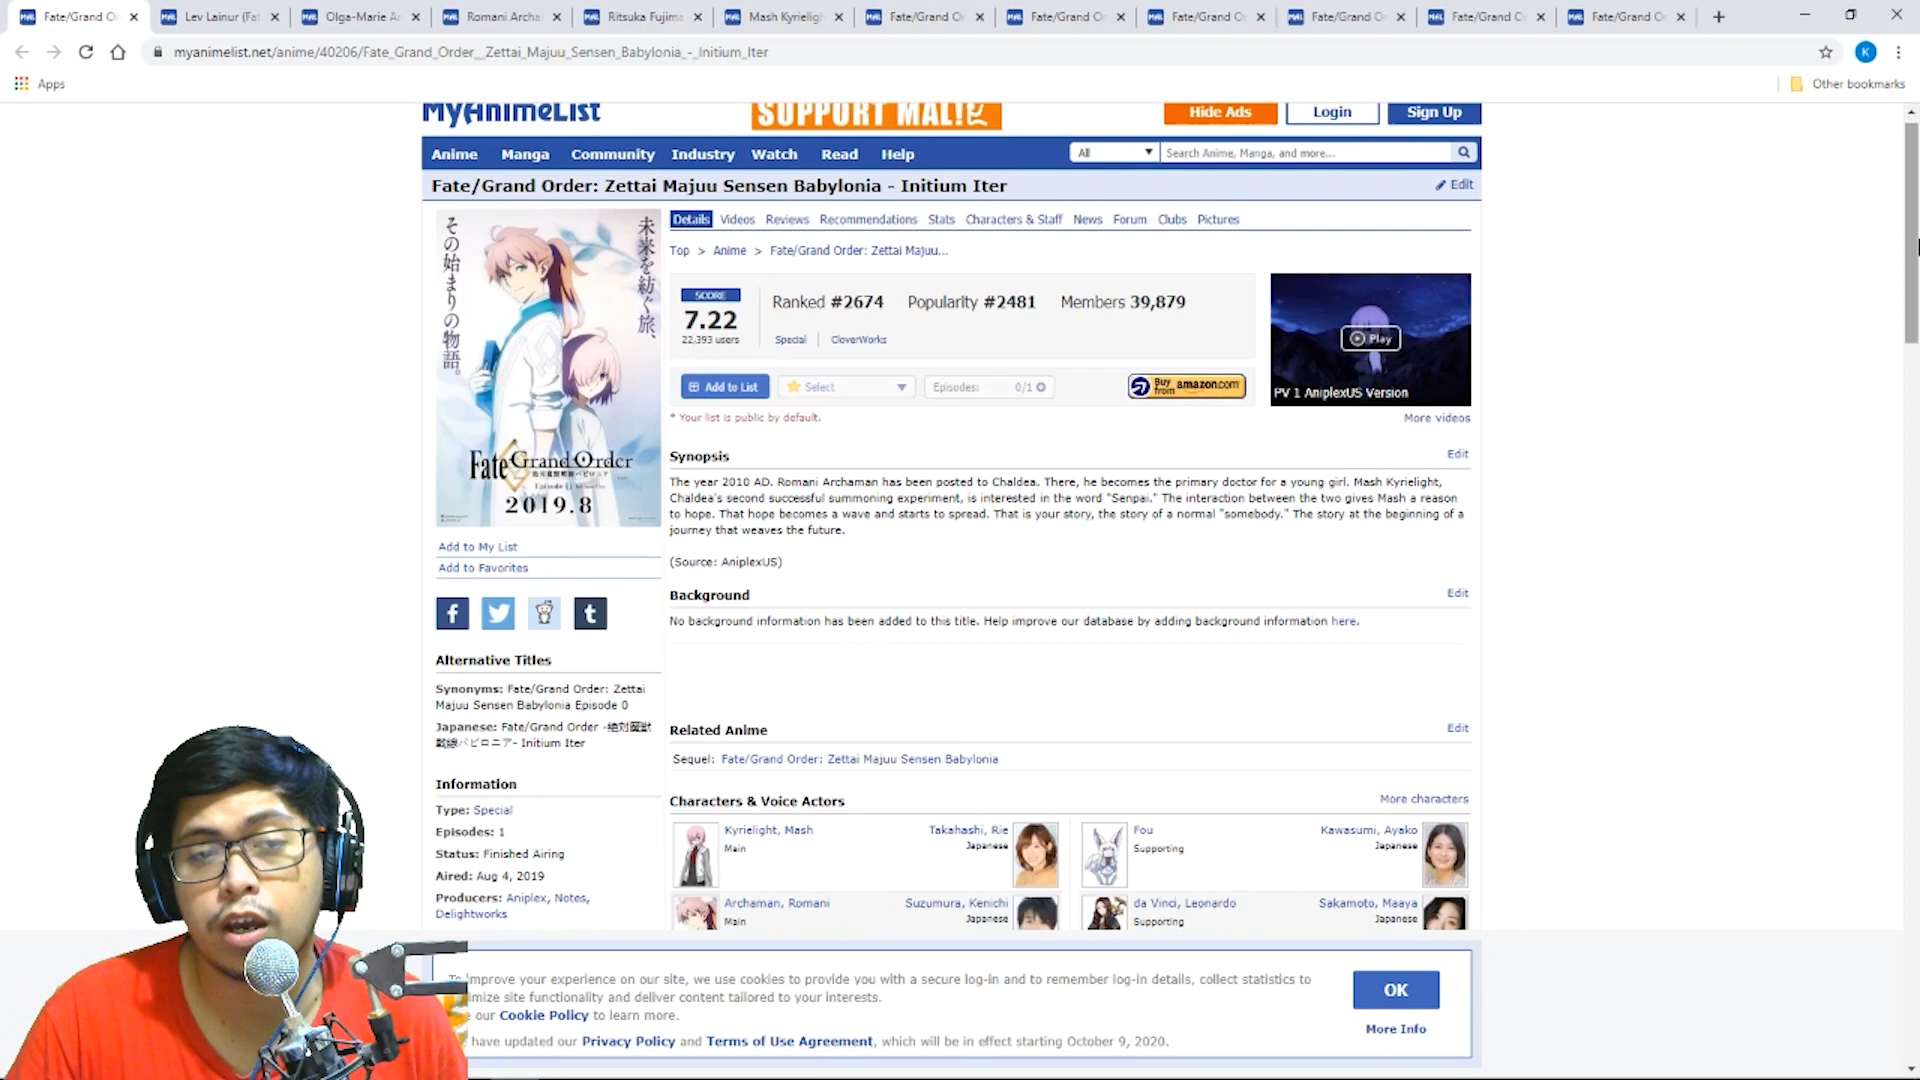 Fate/Grand Or
Lev Lainur (Fat
Olga-Marie A
Romani Archa
Ritsuka Fujima
Mash Kyrieligh
Fate/Grand O
Fate/Grand O
Fate/Grand O
Fate/Grand O
Fate/Grand O
Fate/Grand O
myanimelist.net/anime/40206/Fate_Grand_Order__Zettai_Majuu_Sensen_Babylonia_-_Initium_Iter
K
Apps
Other bookmarks
MyAnimeList
SUPPORT MAL!
Hide Ads
Login
Sign Up
Anime Manga Community Industry Watch Read Help
All
Search Anime, Manga, and more...
Fate/Grand Order: Zettai Majuu Sensen Babylonia - Initium Iter
Edit
Details Videos Reviews Recommendations Stats Characters & Staff News Forum Clubs Pictures
Top > Anime > Fate/Grand Order: Zettai Majuu...
未来を紡ぐ旅、
その始まりの物語。
Fate Grand Order
2019.8
SCORE
7.22
22,393 users
Ranked #2674 Popularity #2481 Members 39,879
Special
CloverWorks
Add to List
Select
Episodes: 0/1
Buy from amazon.com
* Your list is public by default.
Play
PV 1 AniplexUS Version
More videos
Synopsis
Edit
The year 2010 AD. Romani Archaman has been posted to Chaldea. There, he becomes the primary doctor for a young girl. Mash Kyrielight,
Chaldea's second successful summoning experiment, is interested in the word "Senpai." The interaction between the two gives Mash a reason
to hope. That hope becomes a wave and starts to spread. That is your story, the story of a normal "somebody." The story at the beginning of a
journey that weaves the future.
(Source: AniplexUS)
Background
Edit
No background information has been added to this title. Help improve our database by adding background information here.
Add to My List
Add to Favorites
Alternative Titles
Synonyms: Fate/Grand Order: Zettai
Majuu Sensen Babylonia Episode 0
Japanese: Fate/Grand Order -絶対魔獣
戦線バビロニア- Initium Iter
Information
Type: Special
Episodes: 1
Status: Finished Airing
Aired: Aug 4, 2019
Producers: Aniplex, Notes,
Delightworks
Related Anime
Edit
Sequel: Fate/Grand Order: Zettai Majuu Sensen Babylonia
Characters & Voice Actors
More characters
Kyrielight, Mash
Main
Takahashi, Rie
Japanese
Fou
Supporting
Kawasumi, Ayako
Japanese
Archaman, Romani
Main
Suzumura, Kenichi
Japanese
da Vinci, Leonardo
Supporting
Sakamoto, Maaya
Japanese
To improve your experience on our site, we use cookies to provide you with a secure log-in and to remember log-in details, collect statistics to
mize site functionality and deliver content tailored to your interests.
our Cookie Policy to learn more.
have updated our Privacy Policy and Terms of Use Agreement, which will be in effect starting October 9, 2020.
OK
More Info